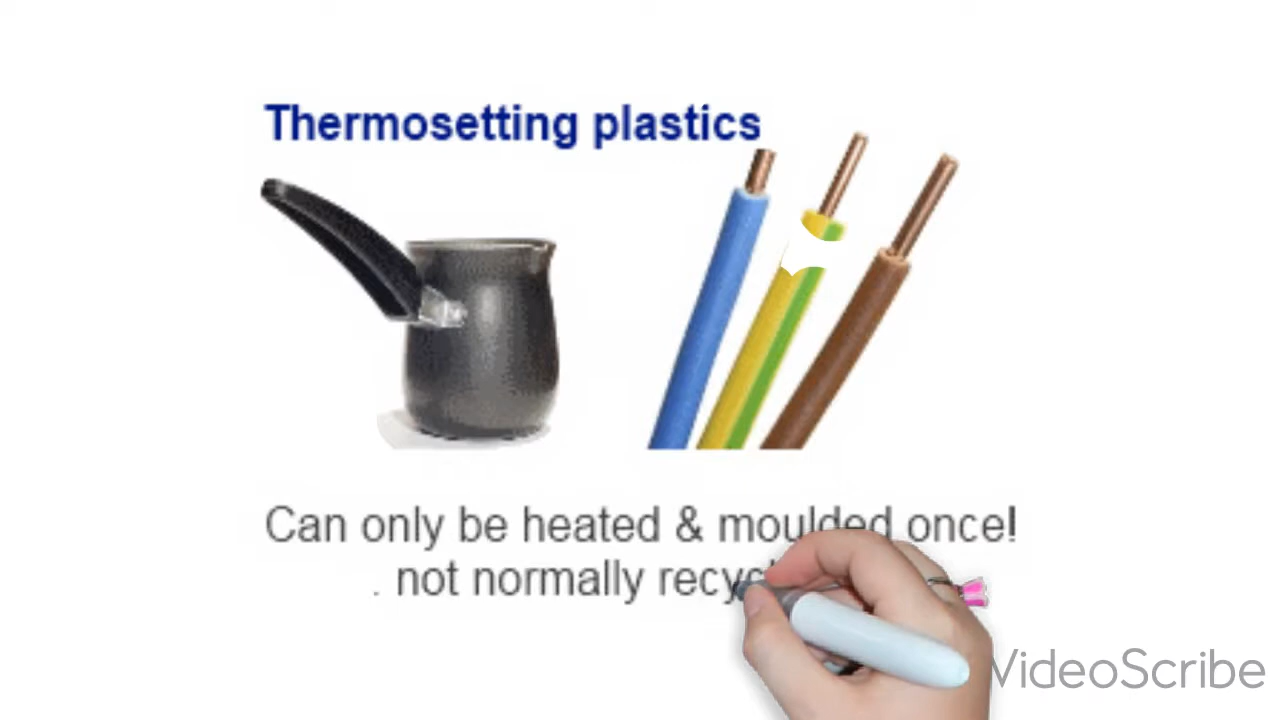 Thermosetting plastics
Can only be heated & moulded once!
. not normally
VideoScribe